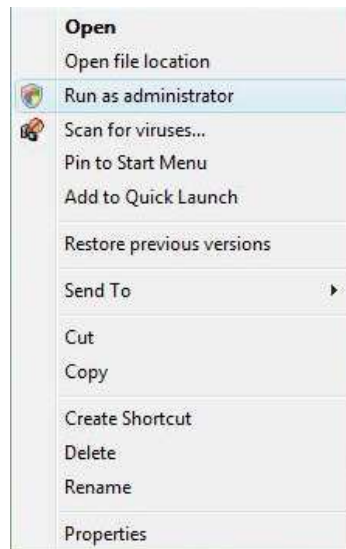 Open
Open file location
Run as administrator
Scan for viruses...
Pin to Start Menu
Add to Quick Launch
Restore previous versions
Send To
Cut
Copy
Create Shortcut
Delete
Rename
Properties